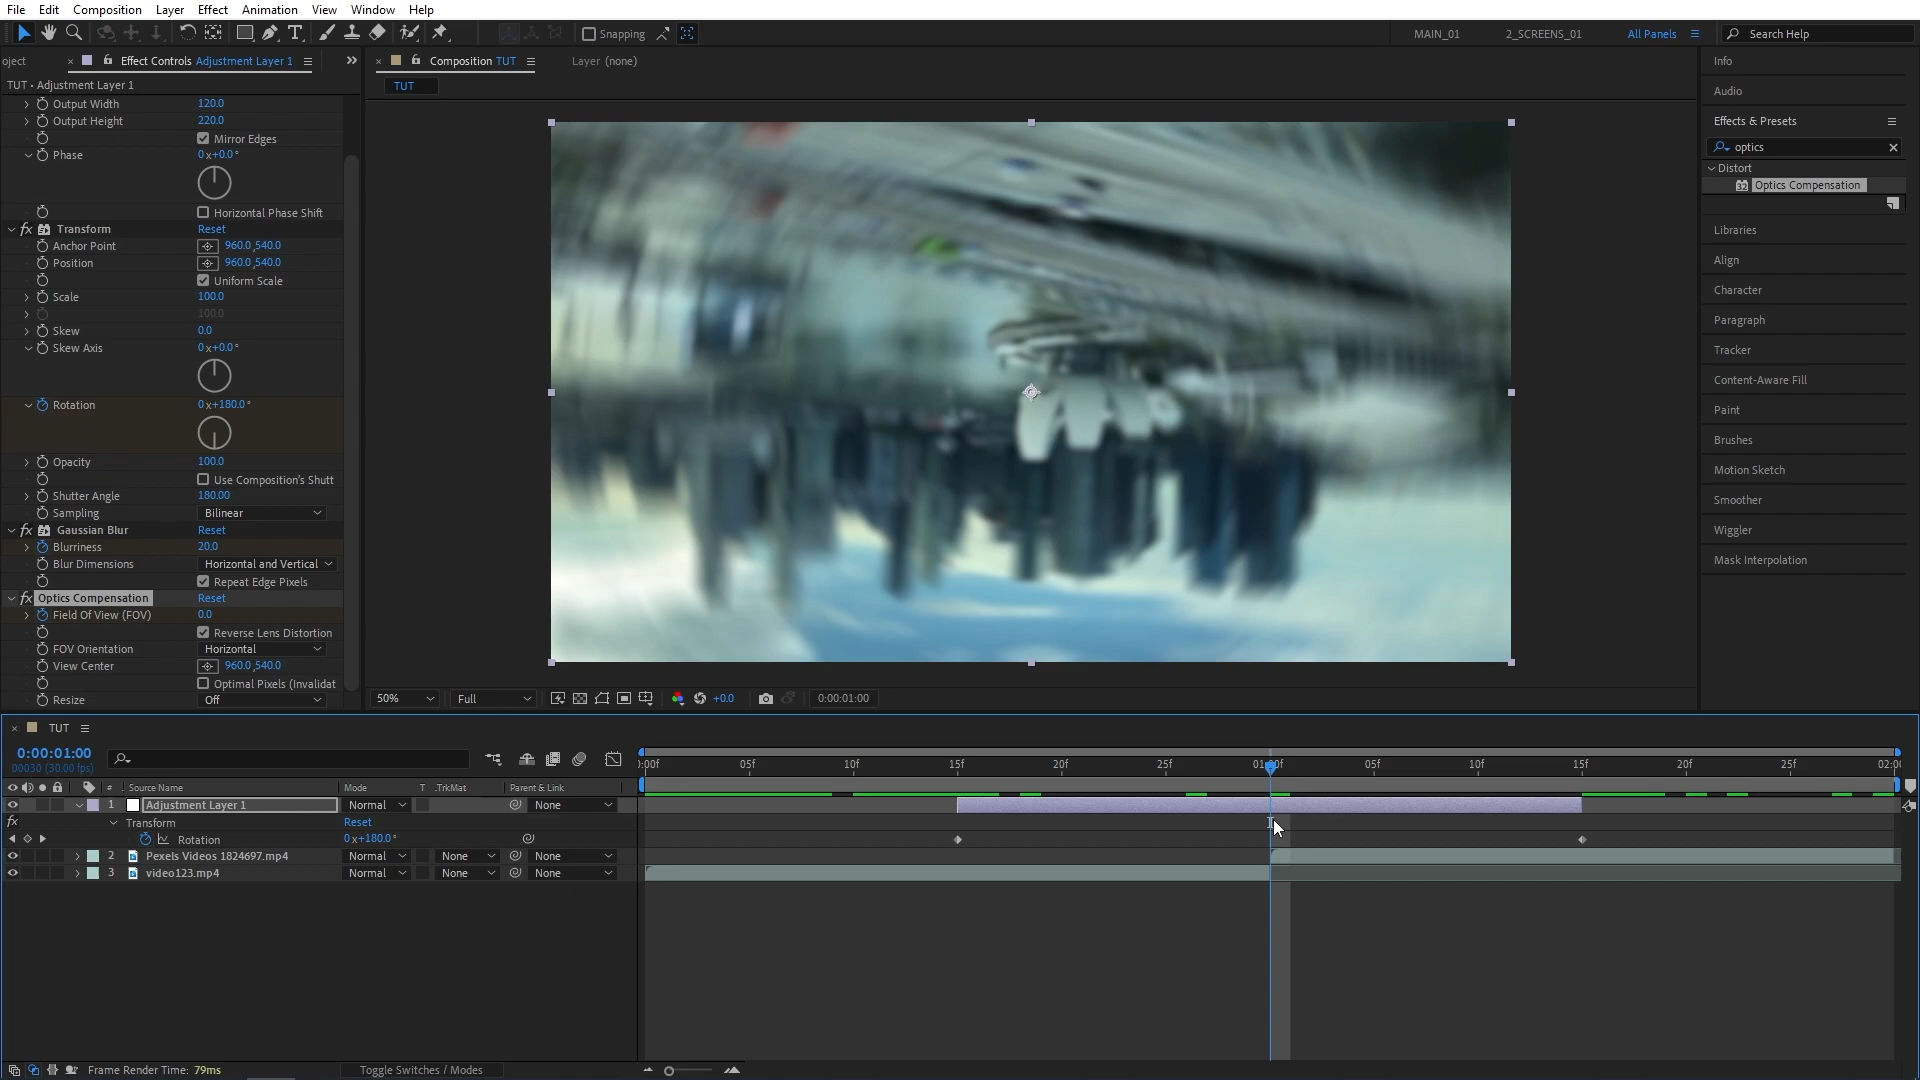 File Edit Composition Layer Effect Animation View Window Help
Snapping
MAIN_01 2_SCREENS_01 All Panels Search Help
oject Effect Controls Adjustment Layer 1
TUT • Adjustment Layer 1
Output Width 120.0
Output Height 220.0
Mirror Edges
Phase 0x+0.0°
Horizontal Phase Shift
fx Transform Reset
Anchor Point 960.0,540.0
Position 960.0,540.0
Uniform Scale
Scale 100.0
100.0
Skew 0.0
Skew Axis 0x+0.0°
Rotation 0x+180.0°
Opacity 100.0
Use Composition's Shutt
Shutter Angle 180.00
Sampling Bilinear
fx Gaussian Blur Reset
Blurriness 20.0
Blur Dimensions Horizontal and Vertical
Repeat Edge Pixels
fx Optics Compensation Reset
Field Of View (FOV) 0.0
Reverse Lens Distortion
FOV Orientation Horizontal
View Center 960.0,540.0
Optimal Pixels (Invalidat
Resize Off
Composition TUT Layer (none)
TUT
50% Full +0.0 0:00:01:00
Info
Audio
Effects & Presets
optics
Distort
32 Optics Compensation
Libraries
Align
Character
Paragraph
Tracker
Content-Aware Fill
Paint
Brushes
Motion Sketch
Smoother
Wiggler
Mask Interpolation
TUT
0:00:01:00
00030 (30.00 fps)
:00f 05f 10f 15f 20f 25f 01:00f 05f 10f 15f 20f 25f 02:00
# Source Name Mode T .TrkMat Parent & Link
1 Adjustment Layer 1 Normal None
fx Transform Reset
Rotation 0x+180.0°
2 Pexels Videos 1824697.mp4 Normal None None
3 video123.mp4 Normal None None
Frame Render Time: 79ms Toggle Switches / Modes